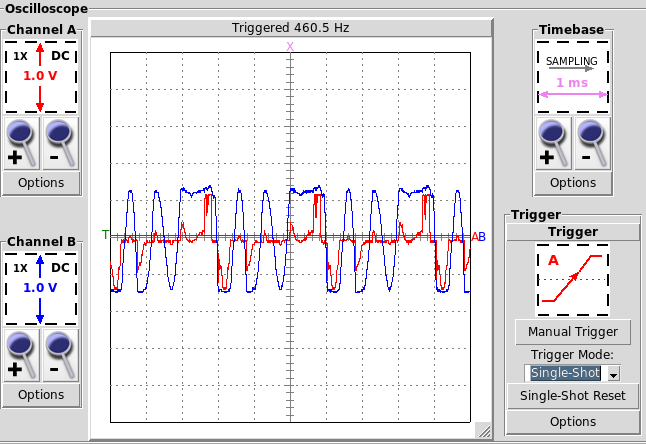 Oscilloscope
Channel A
1X DC
1.0 V
+ -
Options
Channel B
1X DC
1.0 V
+ -
Options
Triggered 460.5 Hz
X
T
A B
Timebase
SAMPLING
1 ms
+ -
Options
Trigger
Trigger
A
Manual Trigger
Trigger Mode:
Single-Shot
Single-Shot Reset
Options